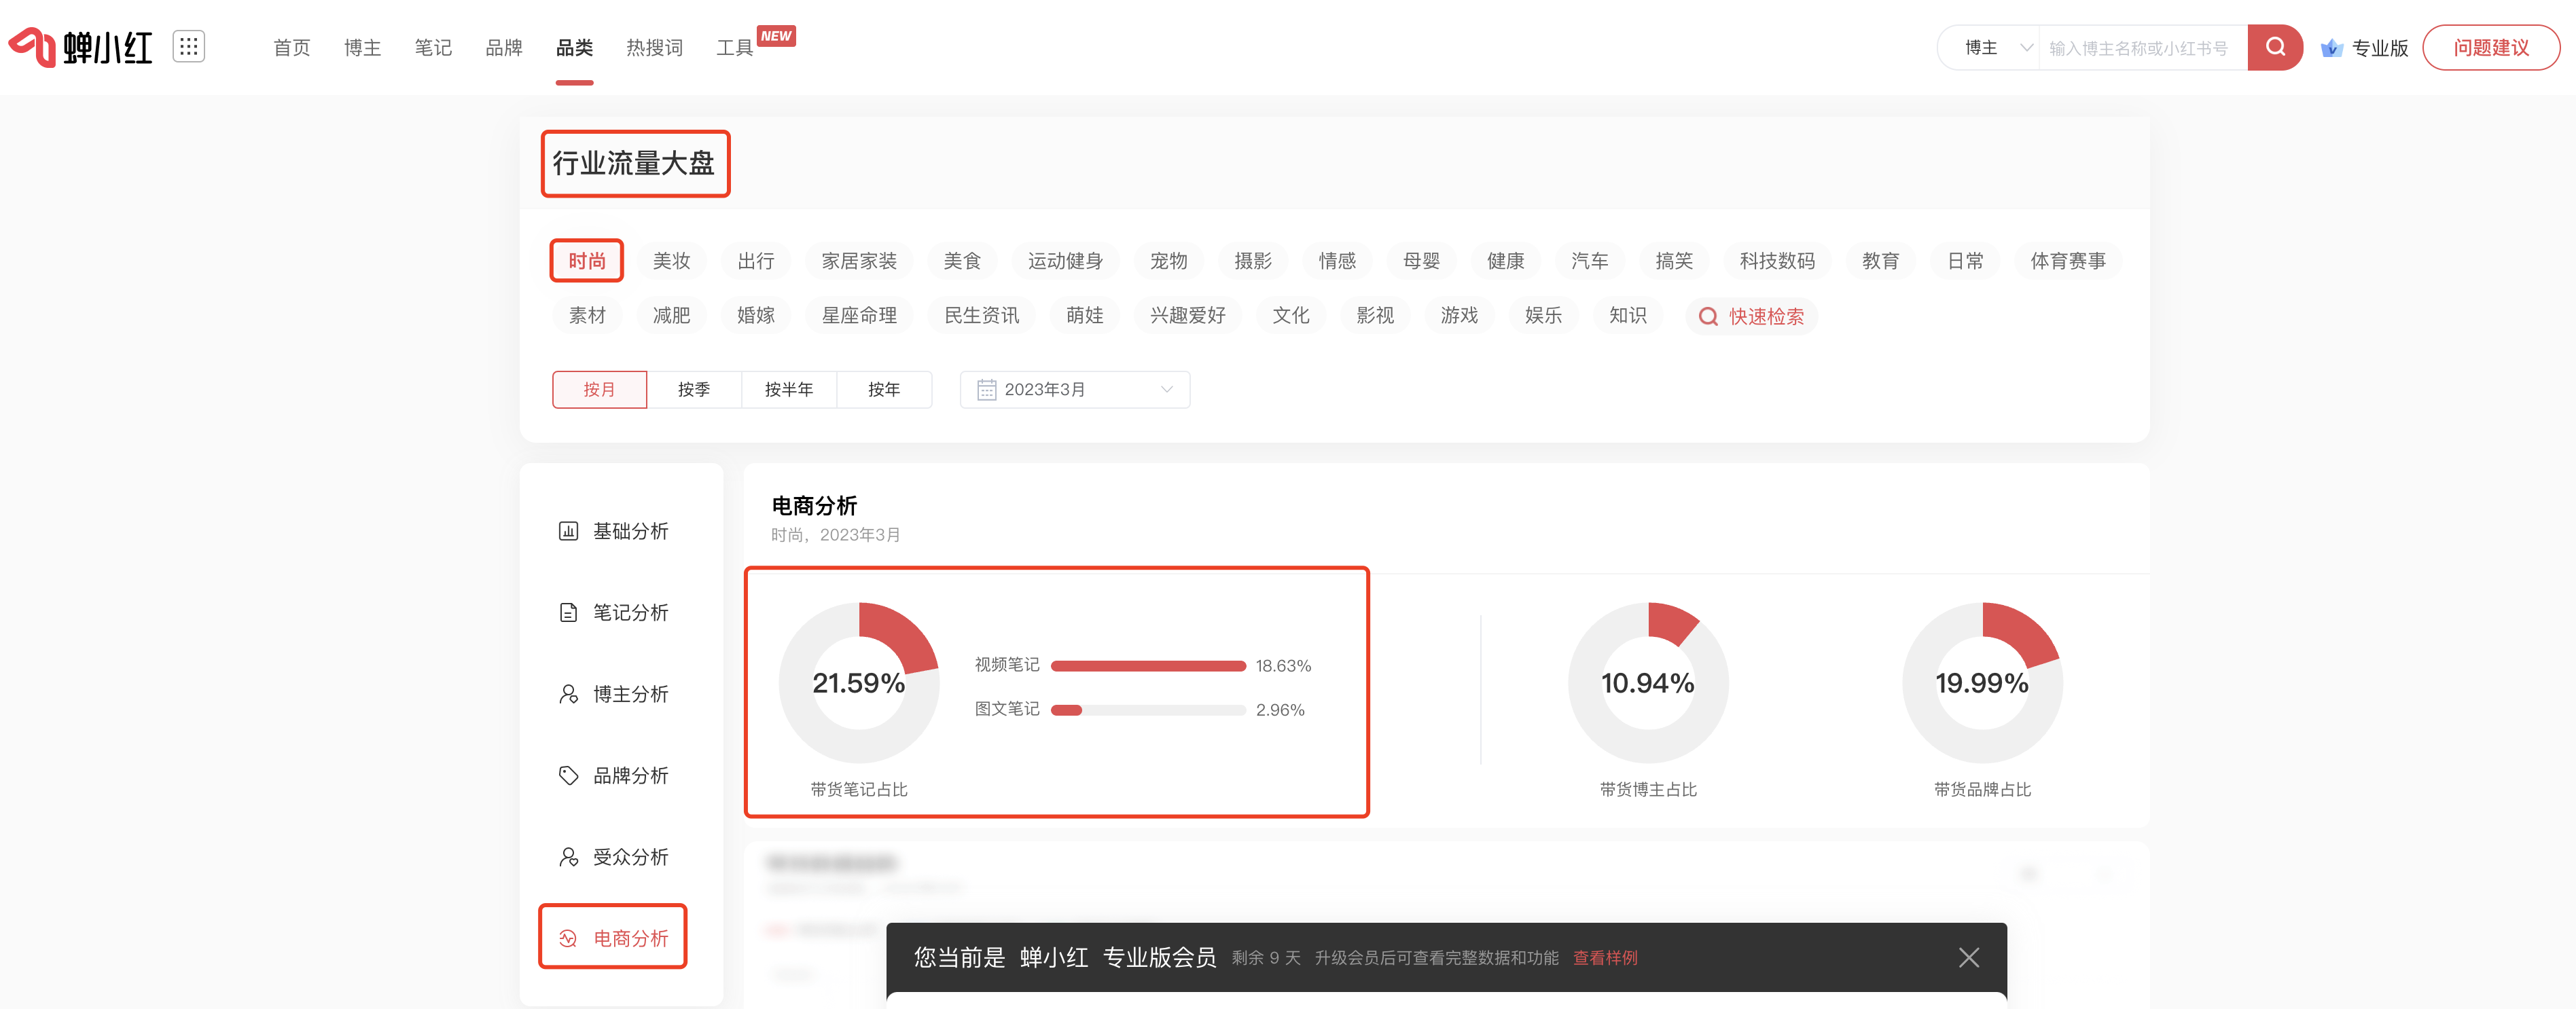 蝉小红 首页 博主 笔记 品牌 品类 热搜词 工具 NEW 博主 输入博主名称或小红书号 专业版 问题建议
行业流量大盘
时尚 美妆 出行 家居家装 美食 运动健身 宠物 摄影 情感 母婴 健康 汽车 搞笑 科技数码 教育 日常 体育赛事
素材 减肥 婚嫁 星座命理 民生资讯 萌娃 兴趣爱好 文化 影视 游戏 娱乐 知识 快速检索
按月 按季 按半年 按年 2023年3月
基础分析
笔记分析
博主分析
品牌分析
受众分析
电商分析
电商分析
时尚，2023年3月
21.59%
带货笔记占比
视频笔记 18.63%
图文笔记 2.96%
10.94%
带货博主占比
19.99%
带货品牌占比
您当前是 蝉小红 专业版会员 剩余 9 天 升级会员后可查看完整数据和功能 查看样例